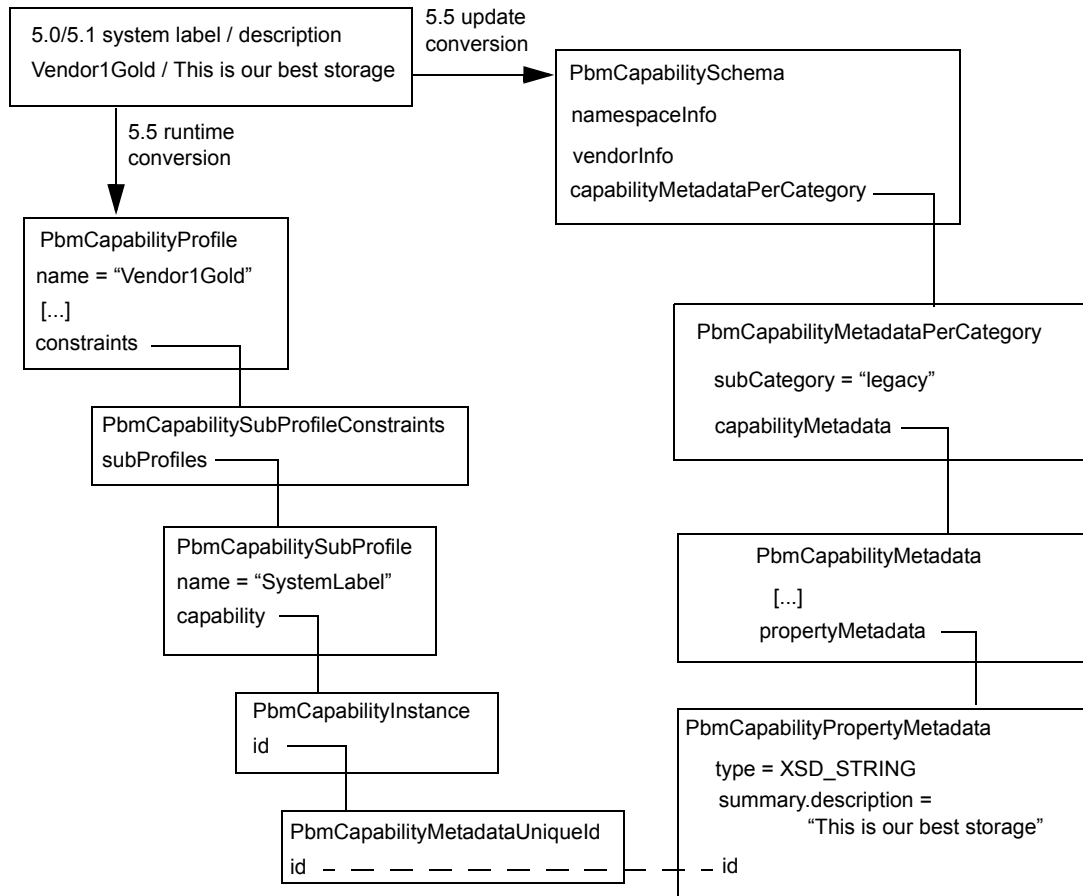 5.0/5.1 system label / description
Vendor1Gold / This is our best storage
5.5 update
conversion
5.5 runtime
conversion
PbmCapabilitySchema
namespaceInfo
vendorInfo
capabilityMetadataPerCategory
PbmCapabilityProfile
name = “Vendor1Gold”
[...]
constraints
PbmCapabilitySubProfileConstraints
subProfiles
PbmCapabilitySubProfile
name = “SystemLabel”
capability
PbmCapabilityInstance
id
PbmCapabilityMetadataUniqueId
id
PbmCapabilityMetadataPerCategory
subCategory = “legacy”
capabilityMetadata
PbmCapabilityMetadata
[...]
propertyMetadata
PbmCapabilityPropertyMetadata
type = XSD_STRING
summary.description =
“This is our best storage”
id